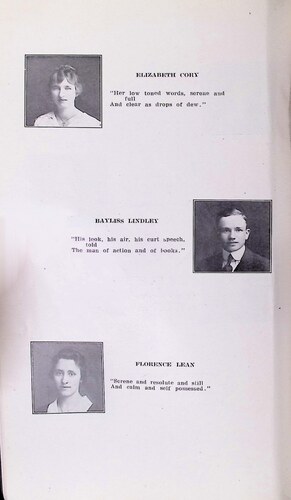 ELIZABETH CORY
"Her low toned words, serene and
full
And clear as drops of dew."
BAYLISS LINDLEY
"His look, his air, his curt speech,
told
The man of action and of books."
FLORENCE LEAN
"Serene and resolute and still
And calm and self possessed."